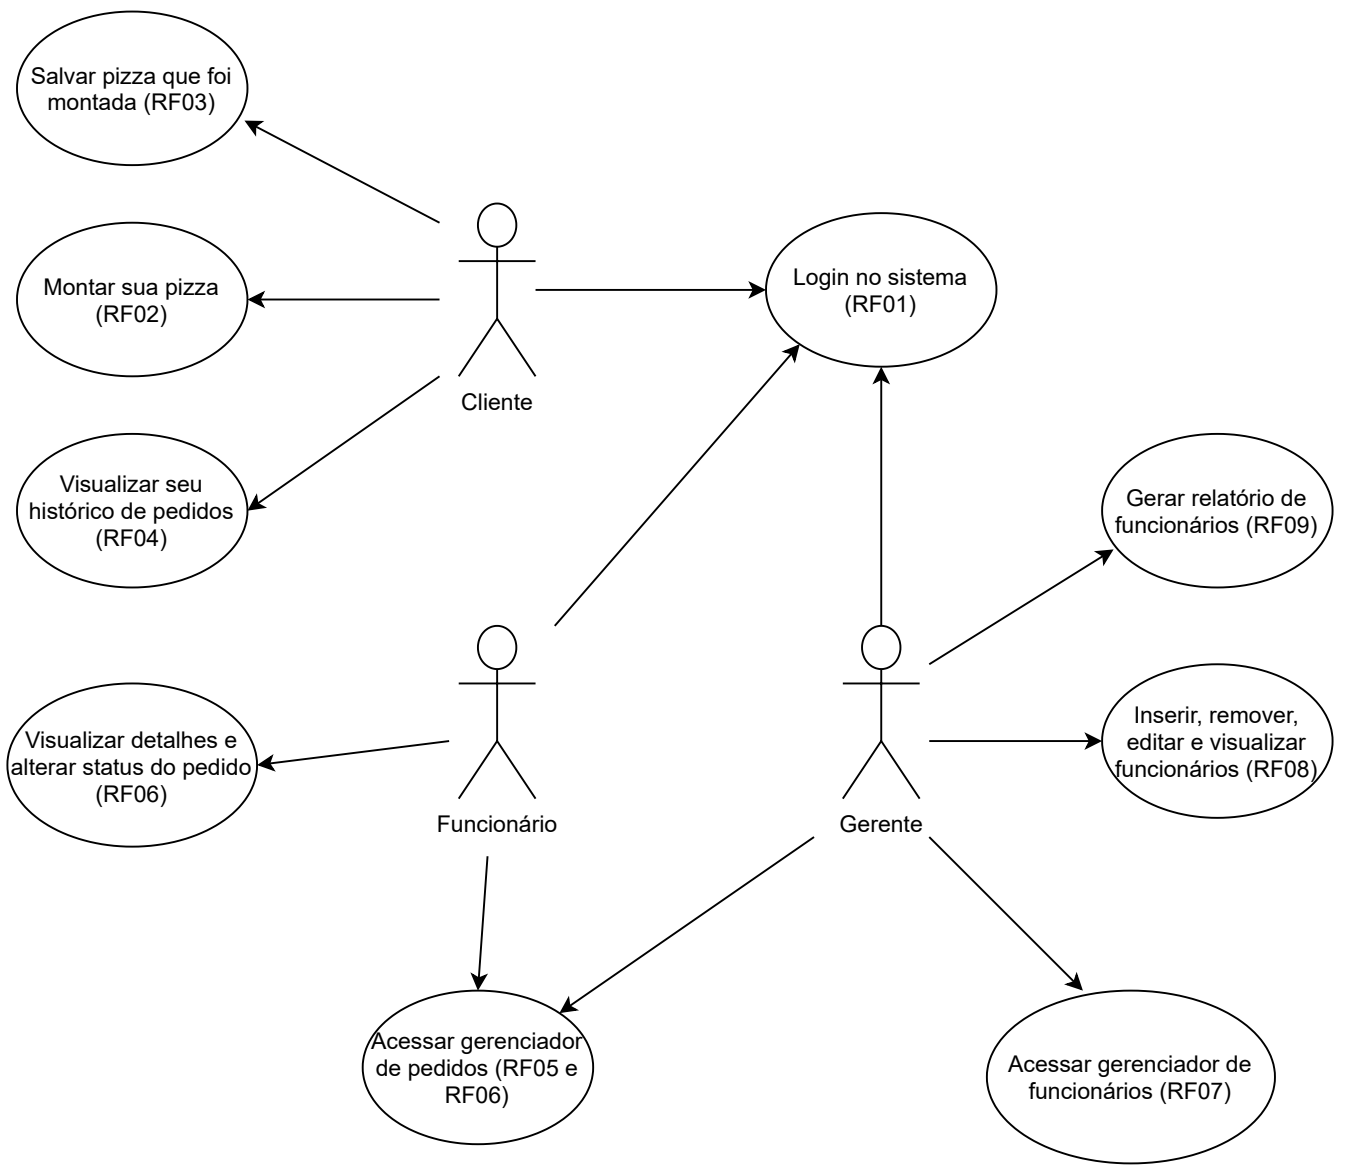 Salvar pizza que foi
montada (RF03)
Montar sua pizza
(RF02)
Login no sistema
(RF01)
Cliente
Visualizar seu
histórico de pedidos
(RF04)
Gerar relatório de
funcionários (RF09)
Visualizar detalhes e
alterar status do pedido
(RF06)
Inserir, remover,
editar e visualizar
funcionários (RF08)
Funcionário
Gerente
Acessar gerenciador
de pedidos (RF05 e
RF06)
Acessar gerenciador de
funcionários (RF07)